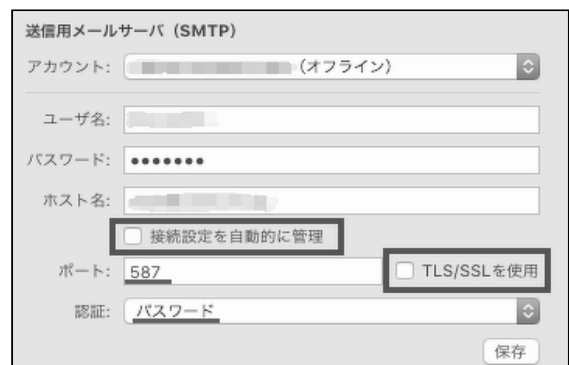 送信用メールサーバ（SMTP）
アカウント: （オフライン）
ユーザ名:
パスワード: •••••••
ホスト名:
接続設定を自動的に管理
ポート: 587 TLS/SSLを使用
認証: パスワード
保存